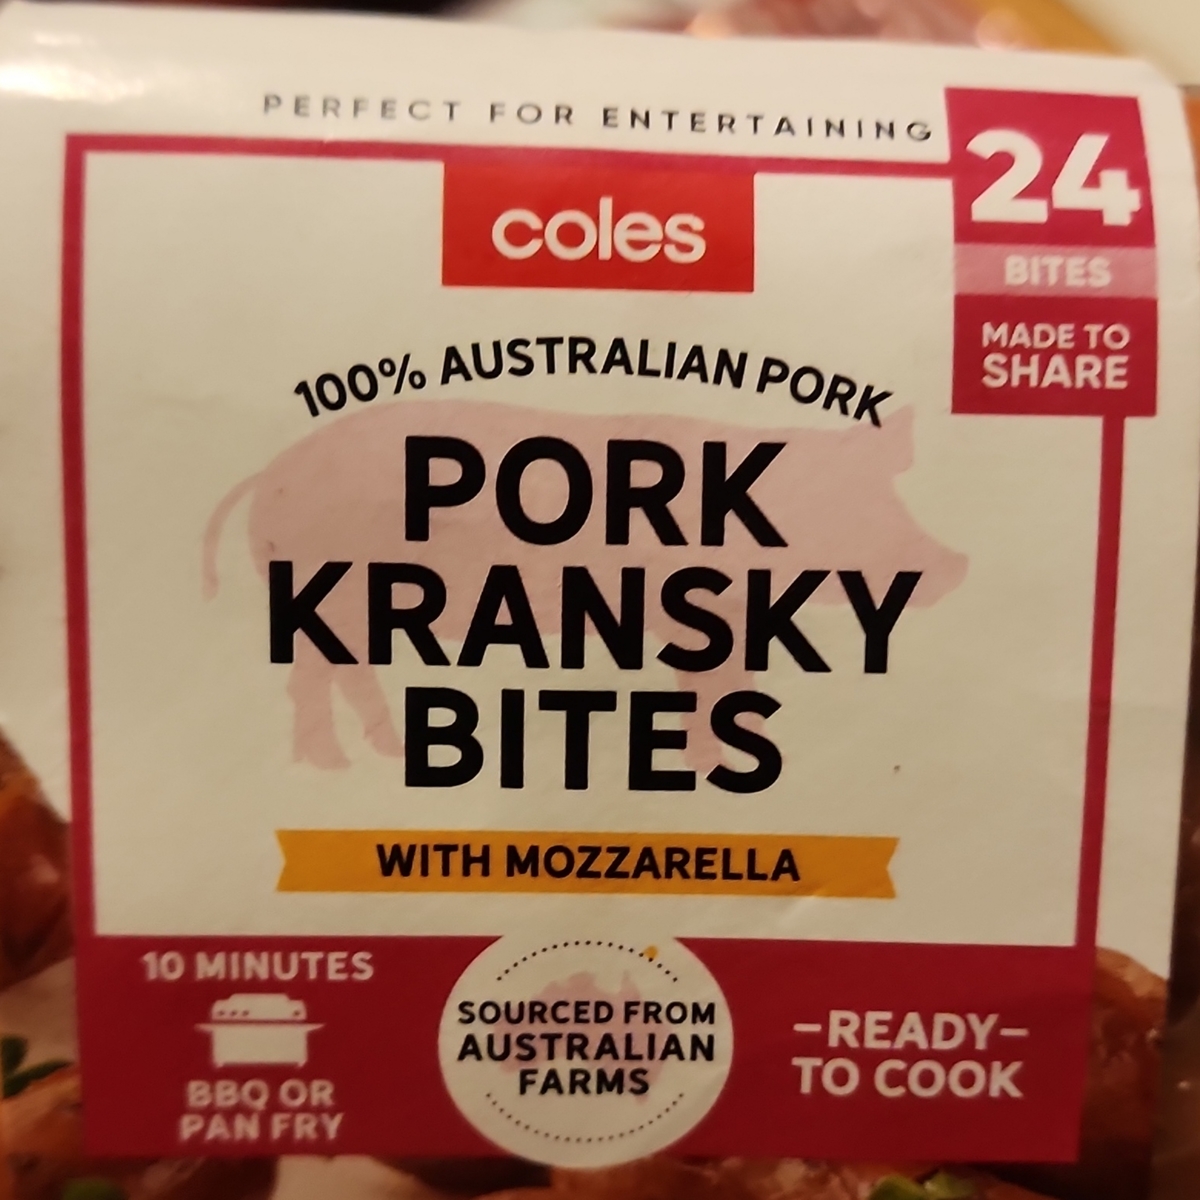 PERFECT FOR ENTERTAINING
24
BITES
MADE TO
SHARE
coles
100% AUSTRALIAN PORK
PORK
KRANSKY
BITES
WITH MOZZARELLA
10 MINUTES
BBQ OR
PAN FRY
SOURCED FROM
AUSTRALIAN
FARMS
–READY–
TO COOK